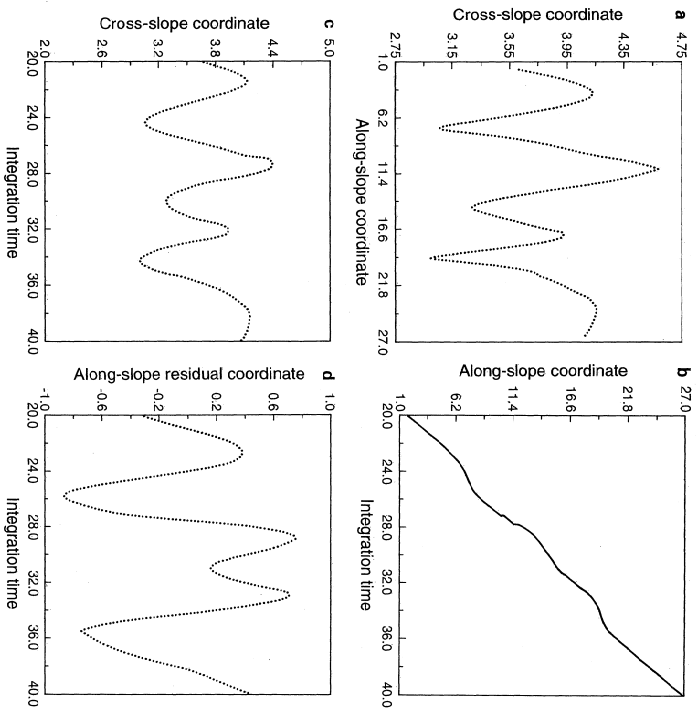 a
Cross-slope coordinate
4.75
4.35
3.95
3.55
3.15
2.75
1.0 6.2 11.4 16.6 21.8 27.0
Along-slope coordinate
b
Along-slope coordinate
27.0
21.8
16.6
11.4
6.2
1.0
20.0 24.0 28.0 32.0 36.0 40.0
Integration time
c
Cross-slope coordinate
5.0
4.4
3.8
3.2
2.6
2.0
20.0 24.0 28.0 32.0 36.0 40.0
Integration time
d
Along-slope residual coordinate
1.0
0.6
0.2
-0.2
-0.6
-1.0
20.0 24.0 28.0 32.0 36.0 40.0
Integration time